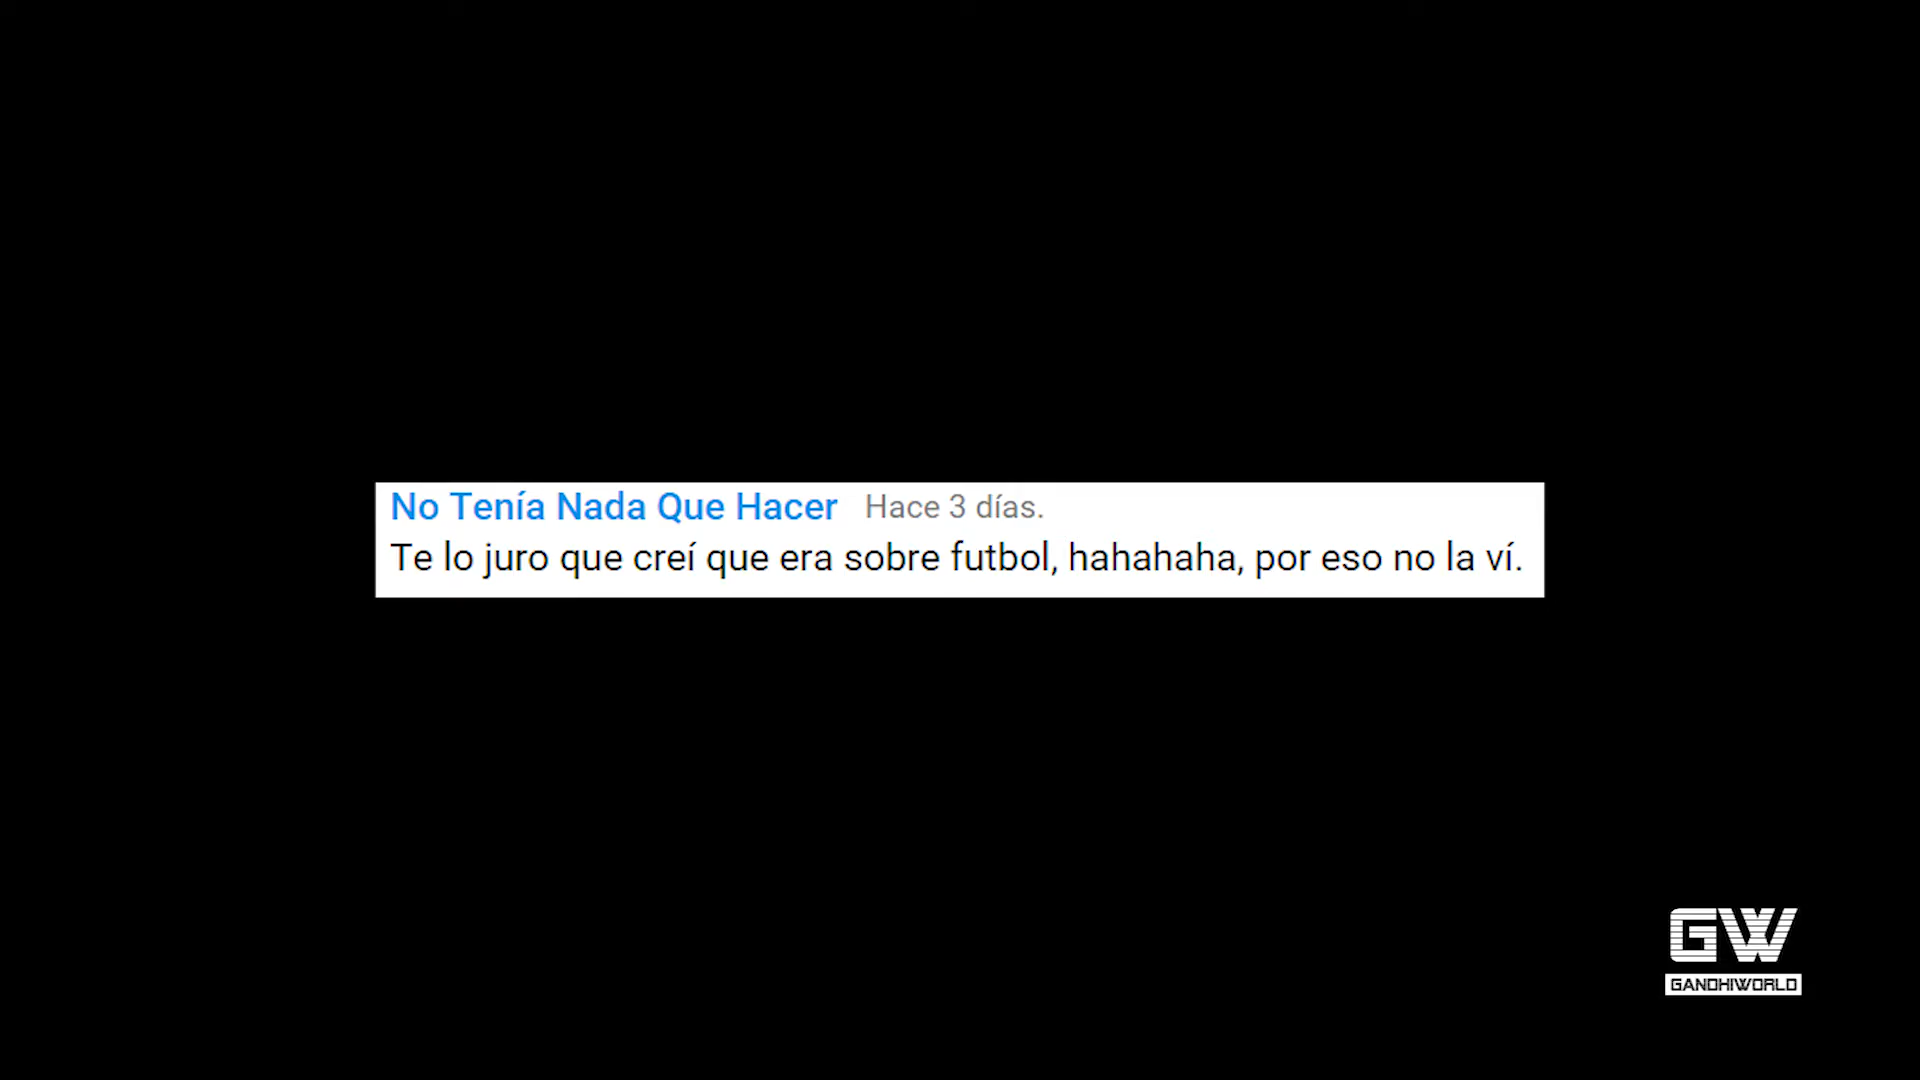 No Tenía Nada Que Hacer Hace 3 días.
Te lo juro que creí que era sobre futbol, hahahaha, por eso no la ví.
GW
GANDHIWORLD